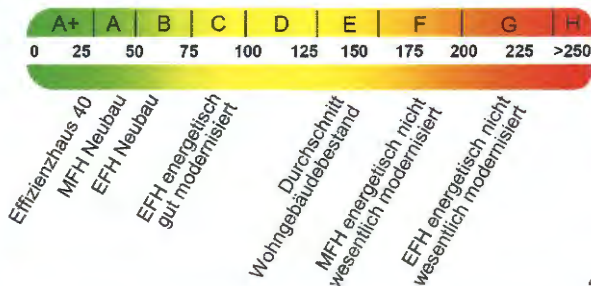 A+ A B C D E F G H
0 25 50 75 100 125 150 175 200 225 >250
Effizienzhaus 40
MFH Neubau
EFH Neubau
EFH energetisch
gut modernisiert
Durchschnitt
Wohngebäudebestand
MFH energetisch nicht
wesentlich modernisiert
EFH energetisch nicht
wesentlich modernisiert